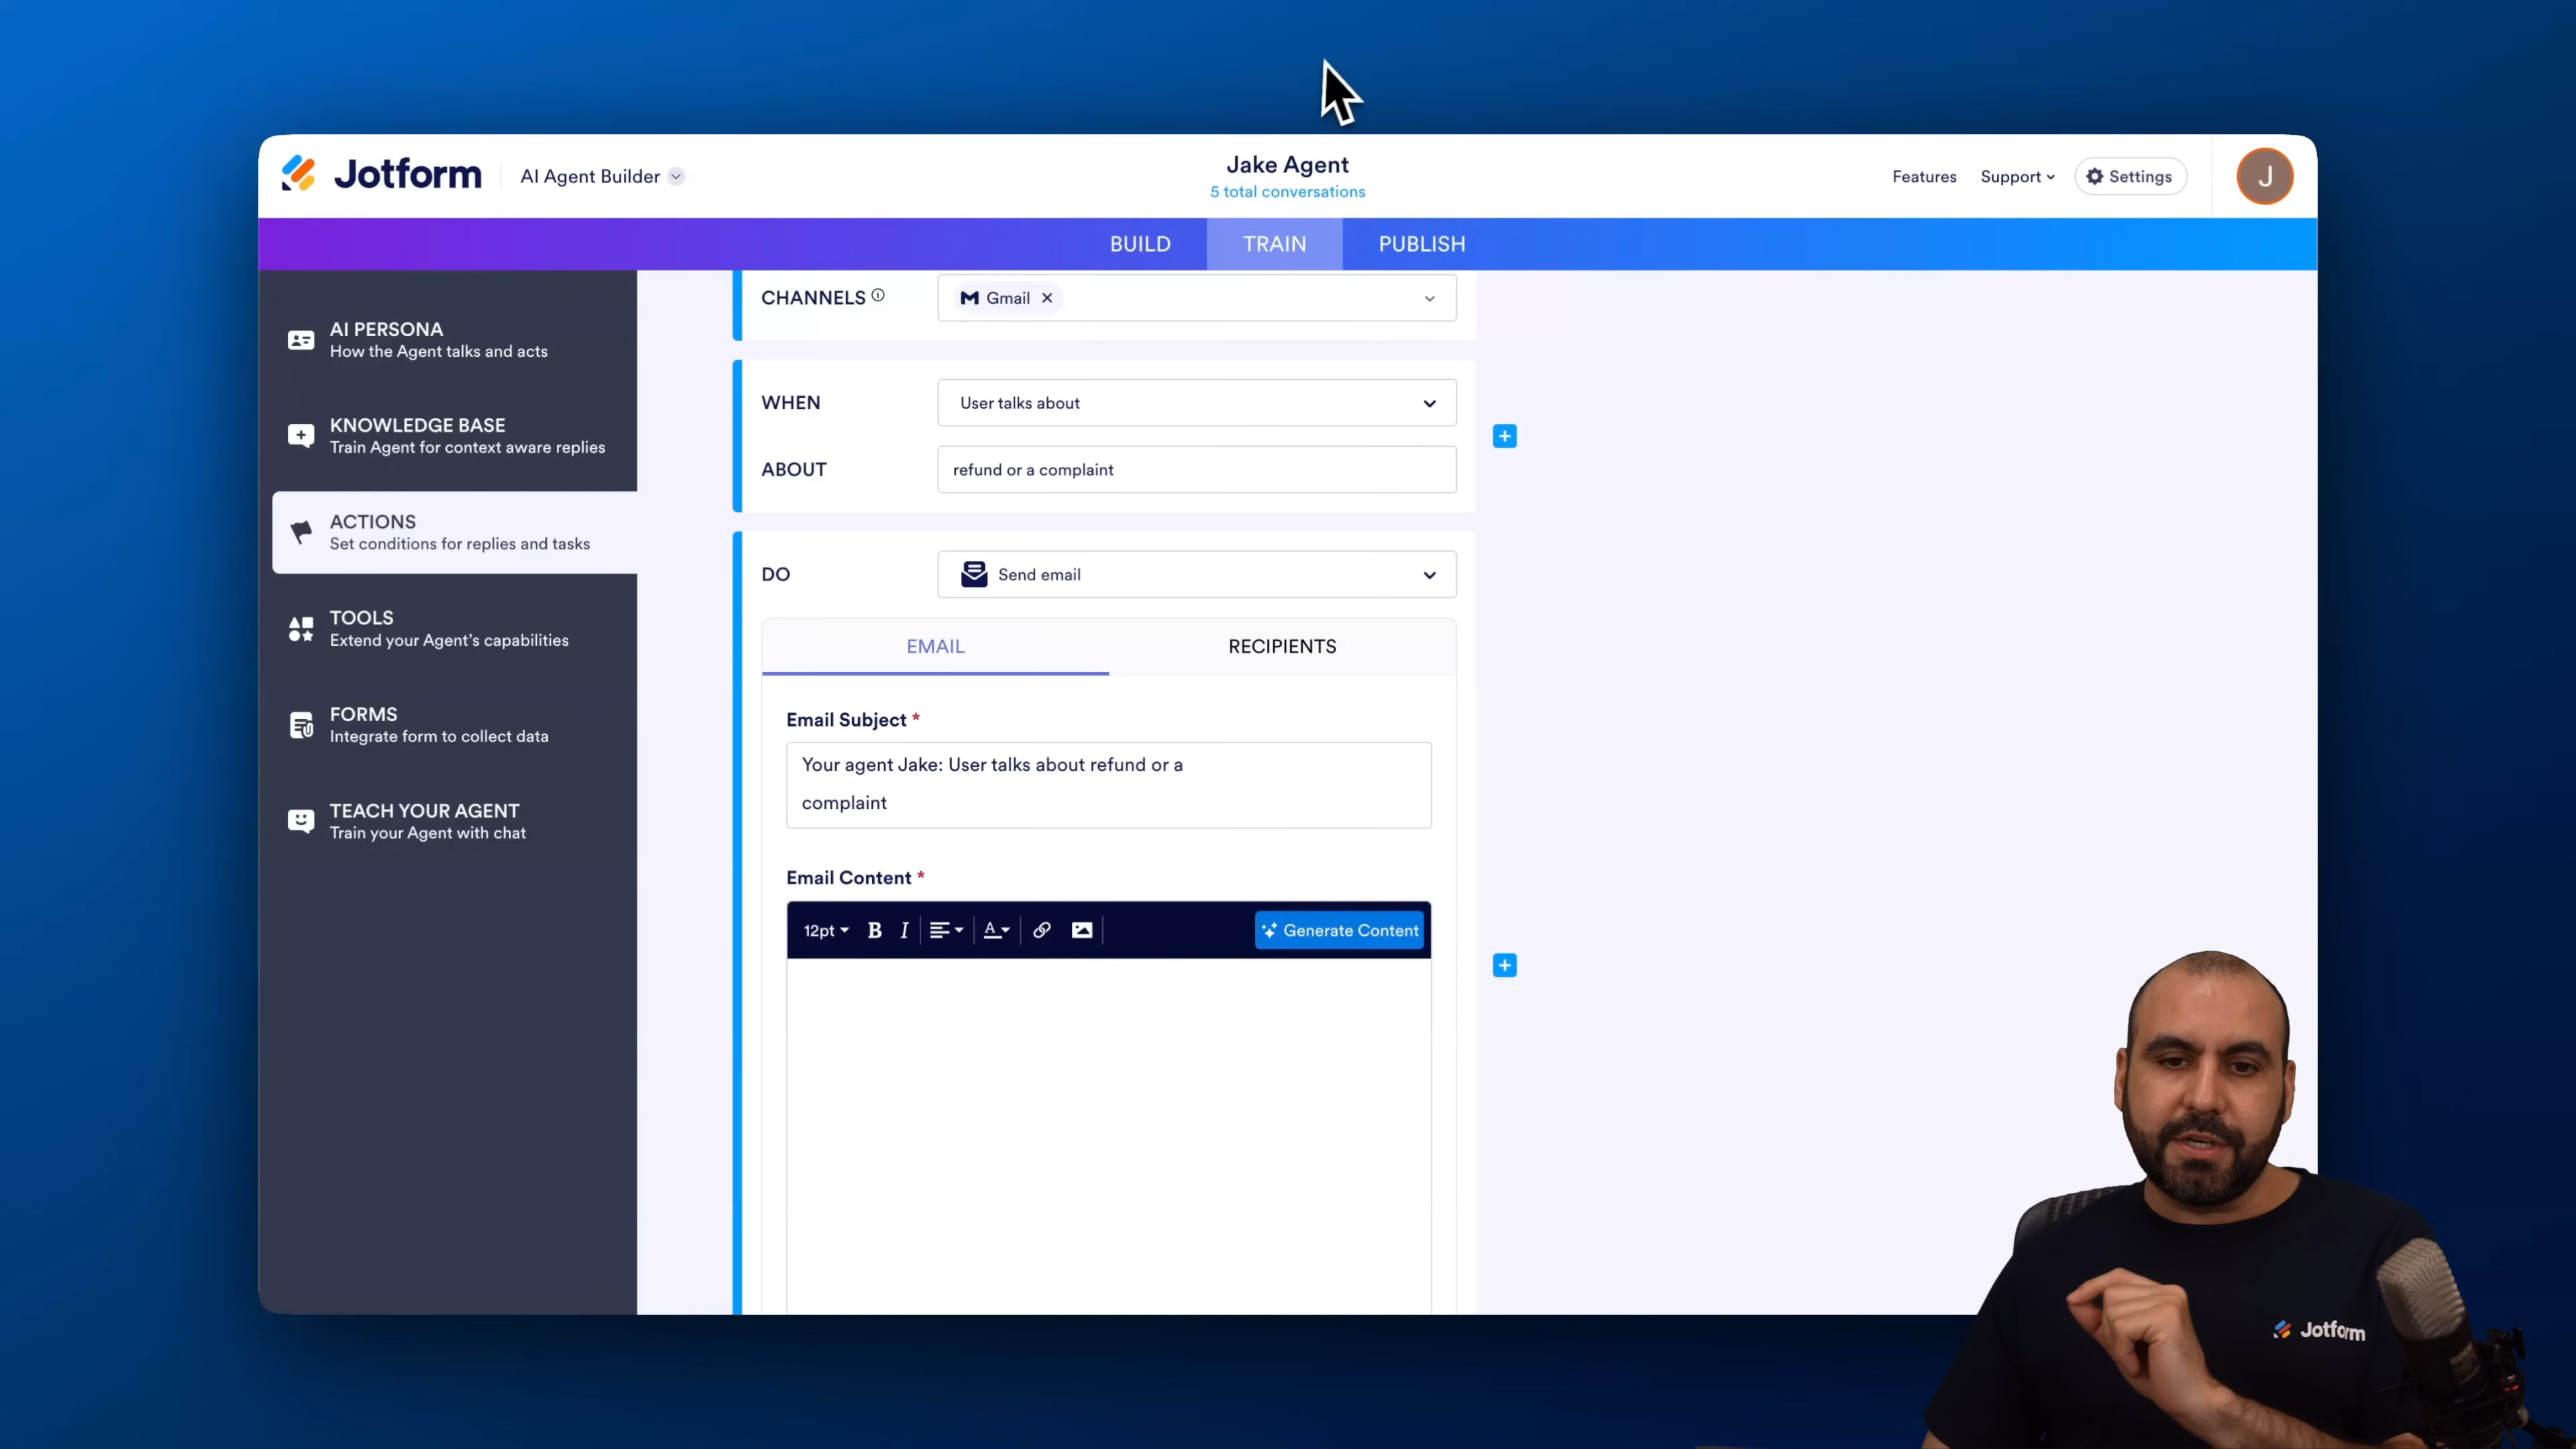 Jotform
AI Agent Builder
Jake Agent
5 total conversations
Features
Support
Settings
J
BUILD
TRAIN
PUBLISH
AI PERSONA
How the Agent talks and acts
KNOWLEDGE BASE
Train Agent for context aware replies
ACTIONS
Set conditions for replies and tasks
TOOLS
Extend your Agent's capabilities
FORMS
Integrate form to collect data
TEACH YOUR AGENT
Train your Agent with chat
CHANNELS
Gmail
WHEN
User talks about
ABOUT
refund or a complaint
DO
Send email
EMAIL
RECIPIENTS
Email Subject *
Your agent Jake: User talks about refund or a
complaint
Email Content *
12pt
B
I
A
Generate Content
Jotform